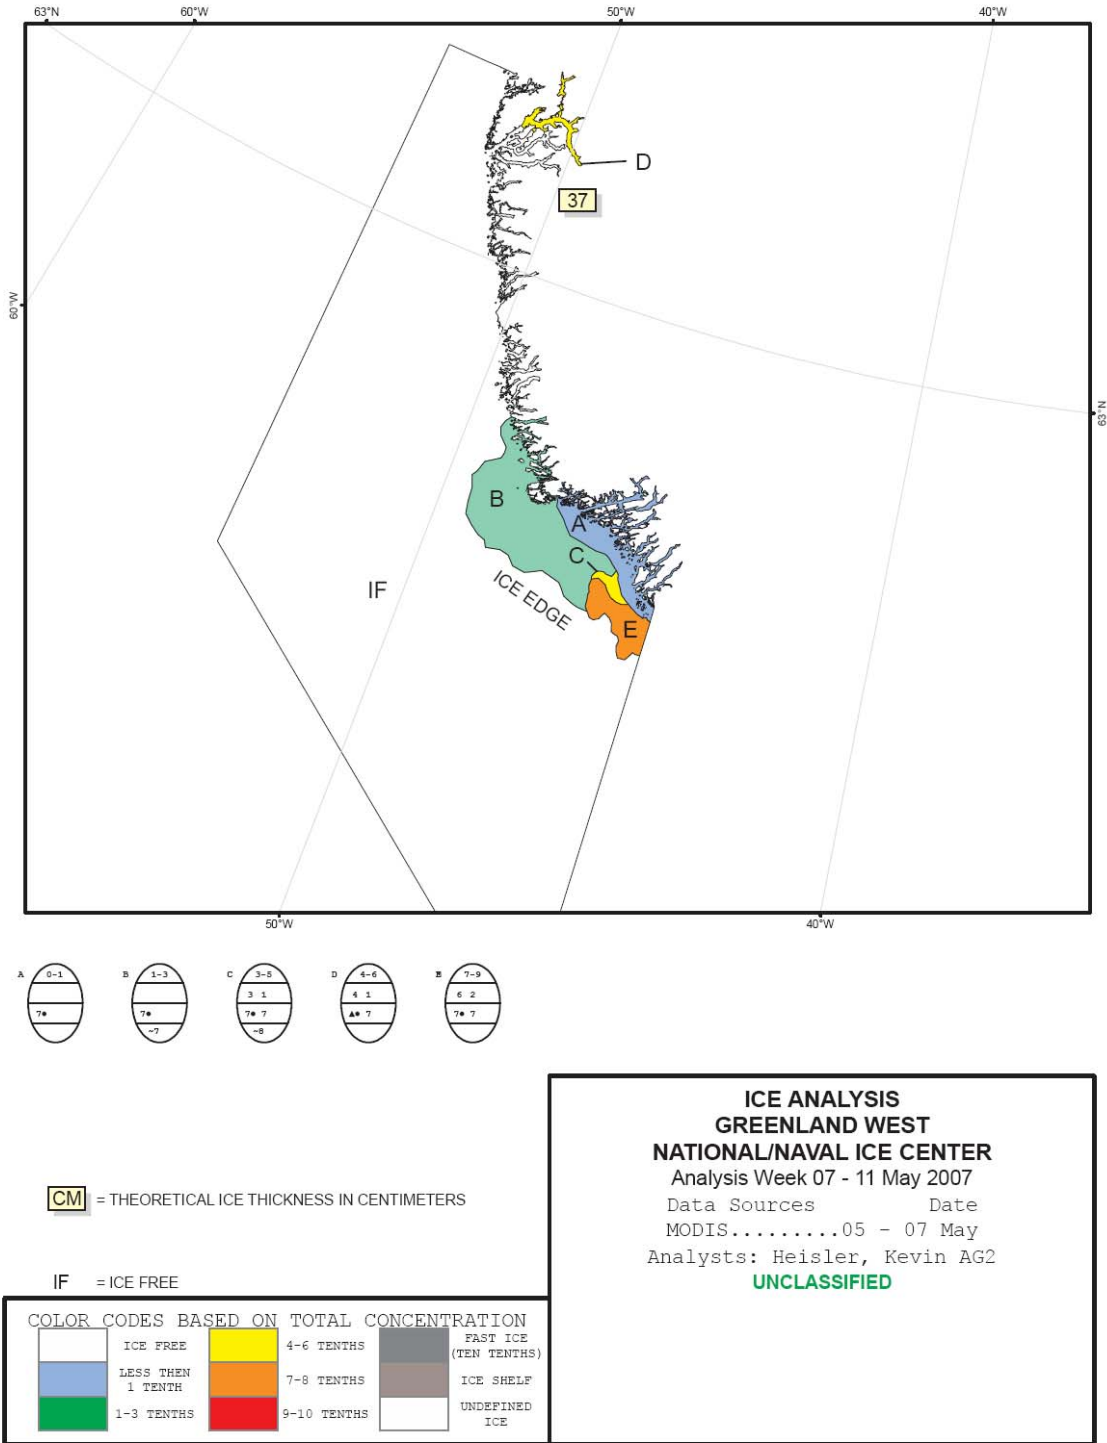 63°N 60°W 50°W 40°W
D
37
60°W
63°N
B
A
C
IF
ICE EDGE
E
50°W 40°W
A 0-1 B 1-3 C 3-5 D 4-6 E 7-9
3 1 4 1 6 2
7● 7● 7● 7 ▲● 7 7● 7
~7 ~8
ICE ANALYSIS
GREENLAND WEST
NATIONAL/NAVAL ICE CENTER
Analysis Week 07 - 11 May 2007
Data Sources Date
MODIS.........05 - 07 May
Analysts: Heisler, Kevin AG2
UNCLASSIFIED
CM = THEORETICAL ICE THICKNESS IN CENTIMETERS
IF = ICE FREE
COLOR CODES BASED ON TOTAL CONCENTRATION
ICE FREE
LESS THEN
1 TENTH
1-3 TENTHS
4-6 TENTHS
7-8 TENTHS
9-10 TENTHS
FAST ICE
(TEN TENTHS)
ICE SHELF
UNDEFINED
ICE